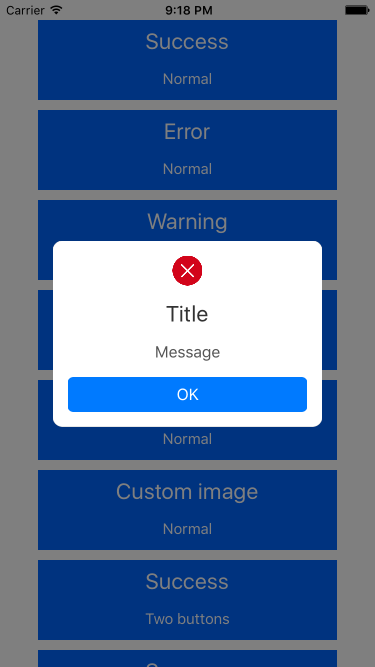 Carrier 9:18 PM
Success
Normal
Error
Normal
Warning
Title
Message
OK
Normal
Custom image
Normal
Success
Two buttons